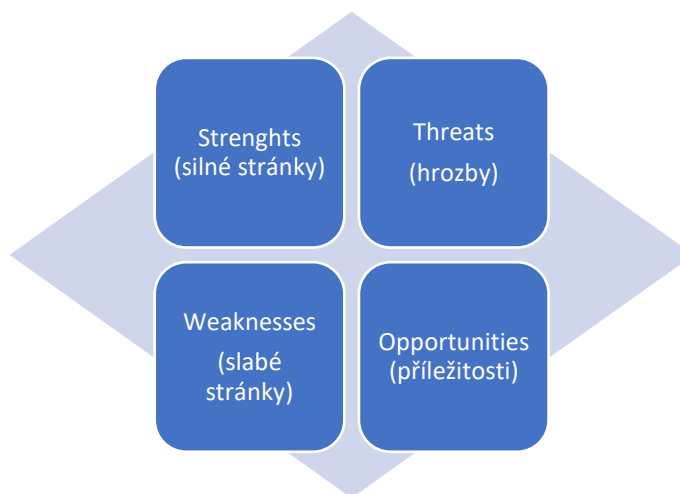 Strenghts
(silné stránky)
Threats
(hrozby)
Weaknesses
(slabé
stránky)
Opportunities
(příležitosti)